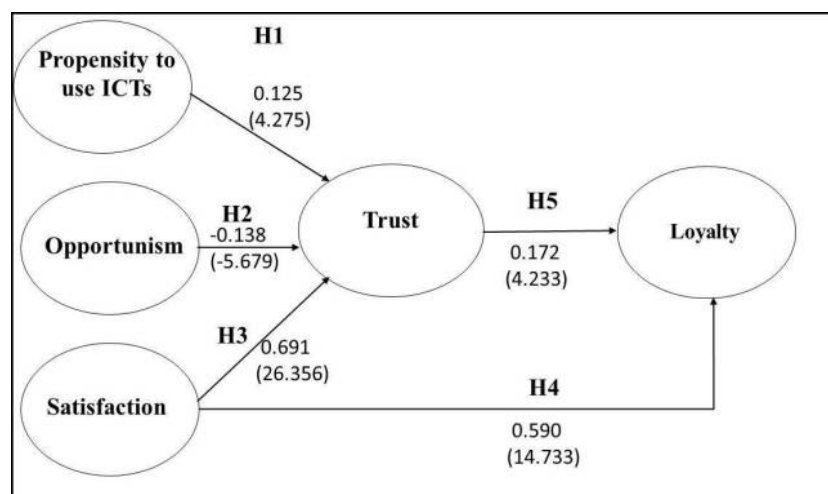 H1
Propensity to
use ICTs
0.125
(4.275)
H2
-0.138
(-5.679)
Opportunism
Trust
H5
0.172
(4.233)
Loyalty
H3
0.691
(26.356)
Satisfaction
H4
0.590
(14.733)